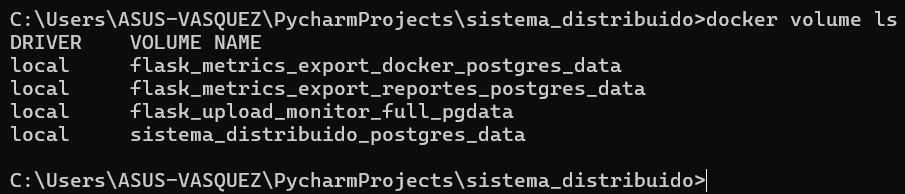 C:\Users\ASUS-VASQUEZ\PycharmProjects\sistema_distribuido>docker volume ls
DRIVER    VOLUME NAME
local     flask_metrics_export_docker_postgres_data
local     flask_metrics_export_reportes_postgres_data
local     flask_upload_monitor_full_pgdata
local     sistema_distribuido_postgres_data
C:\Users\ASUS-VASQUEZ\PycharmProjects\sistema_distribuido>